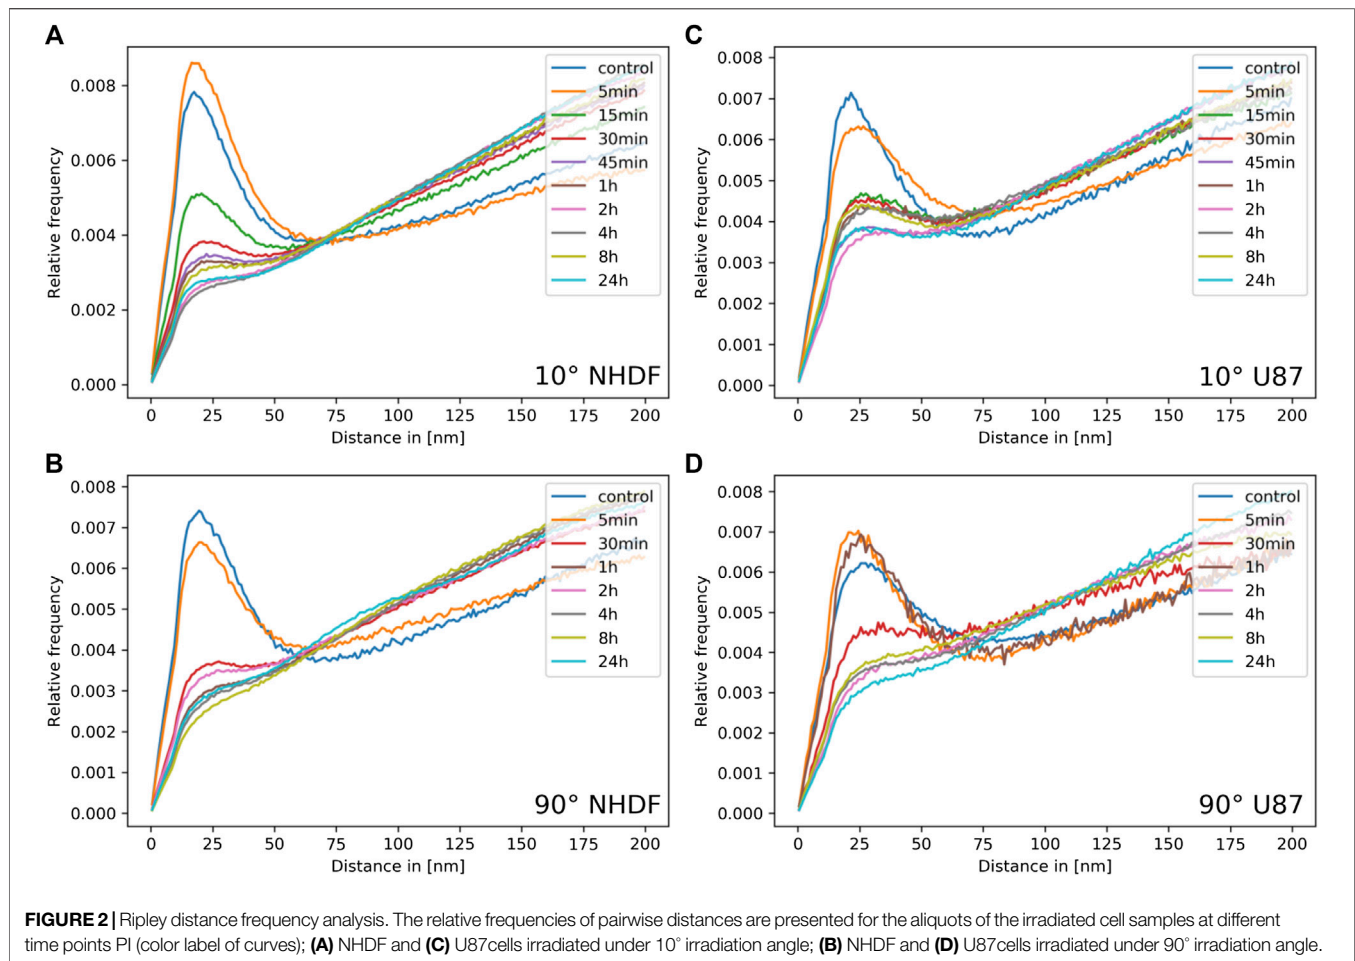 A
Relative frequency
0.008
0.006
0.004
0.002
0.000
0 25 50 75 100 125 150 175 200
Distance in [nm]
control
5min
15min
30min
45min
1h
2h
4h
8h
24h
10° NHDF
C
Relative frequency
0.008
0.007
0.006
0.005
0.004
0.003
0.002
0.001
0.000
0 25 50 75 100 125 150 175 200
Distance in [nm]
control
5min
15min
30min
45min
1h
2h
4h
8h
24h
10° U87
B
Relative frequency
0.008
0.007
0.006
0.005
0.004
0.003
0.002
0.001
0.000
0 25 50 75 100 125 150 175 200
Distance in [nm]
control
5min
30min
1h
2h
4h
8h
24h
90° NHDF
D
Relative frequency
0.008
0.007
0.006
0.005
0.004
0.003
0.002
0.001
0.000
0 25 50 75 100 125 150 175 200
Distance in [nm]
control
5min
30min
1h
2h
4h
8h
24h
90° U87
FIGURE 2 | Ripley distance frequency analysis. The relative frequencies of pairwise distances are presented for the aliquots of the irradiated cell samples at different
time points PI (color label of curves); (A) NHDF and (C) U87cells irradiated under 10° irradiation angle; (B) NHDF and (D) U87cells irradiated under 90° irradiation angle.